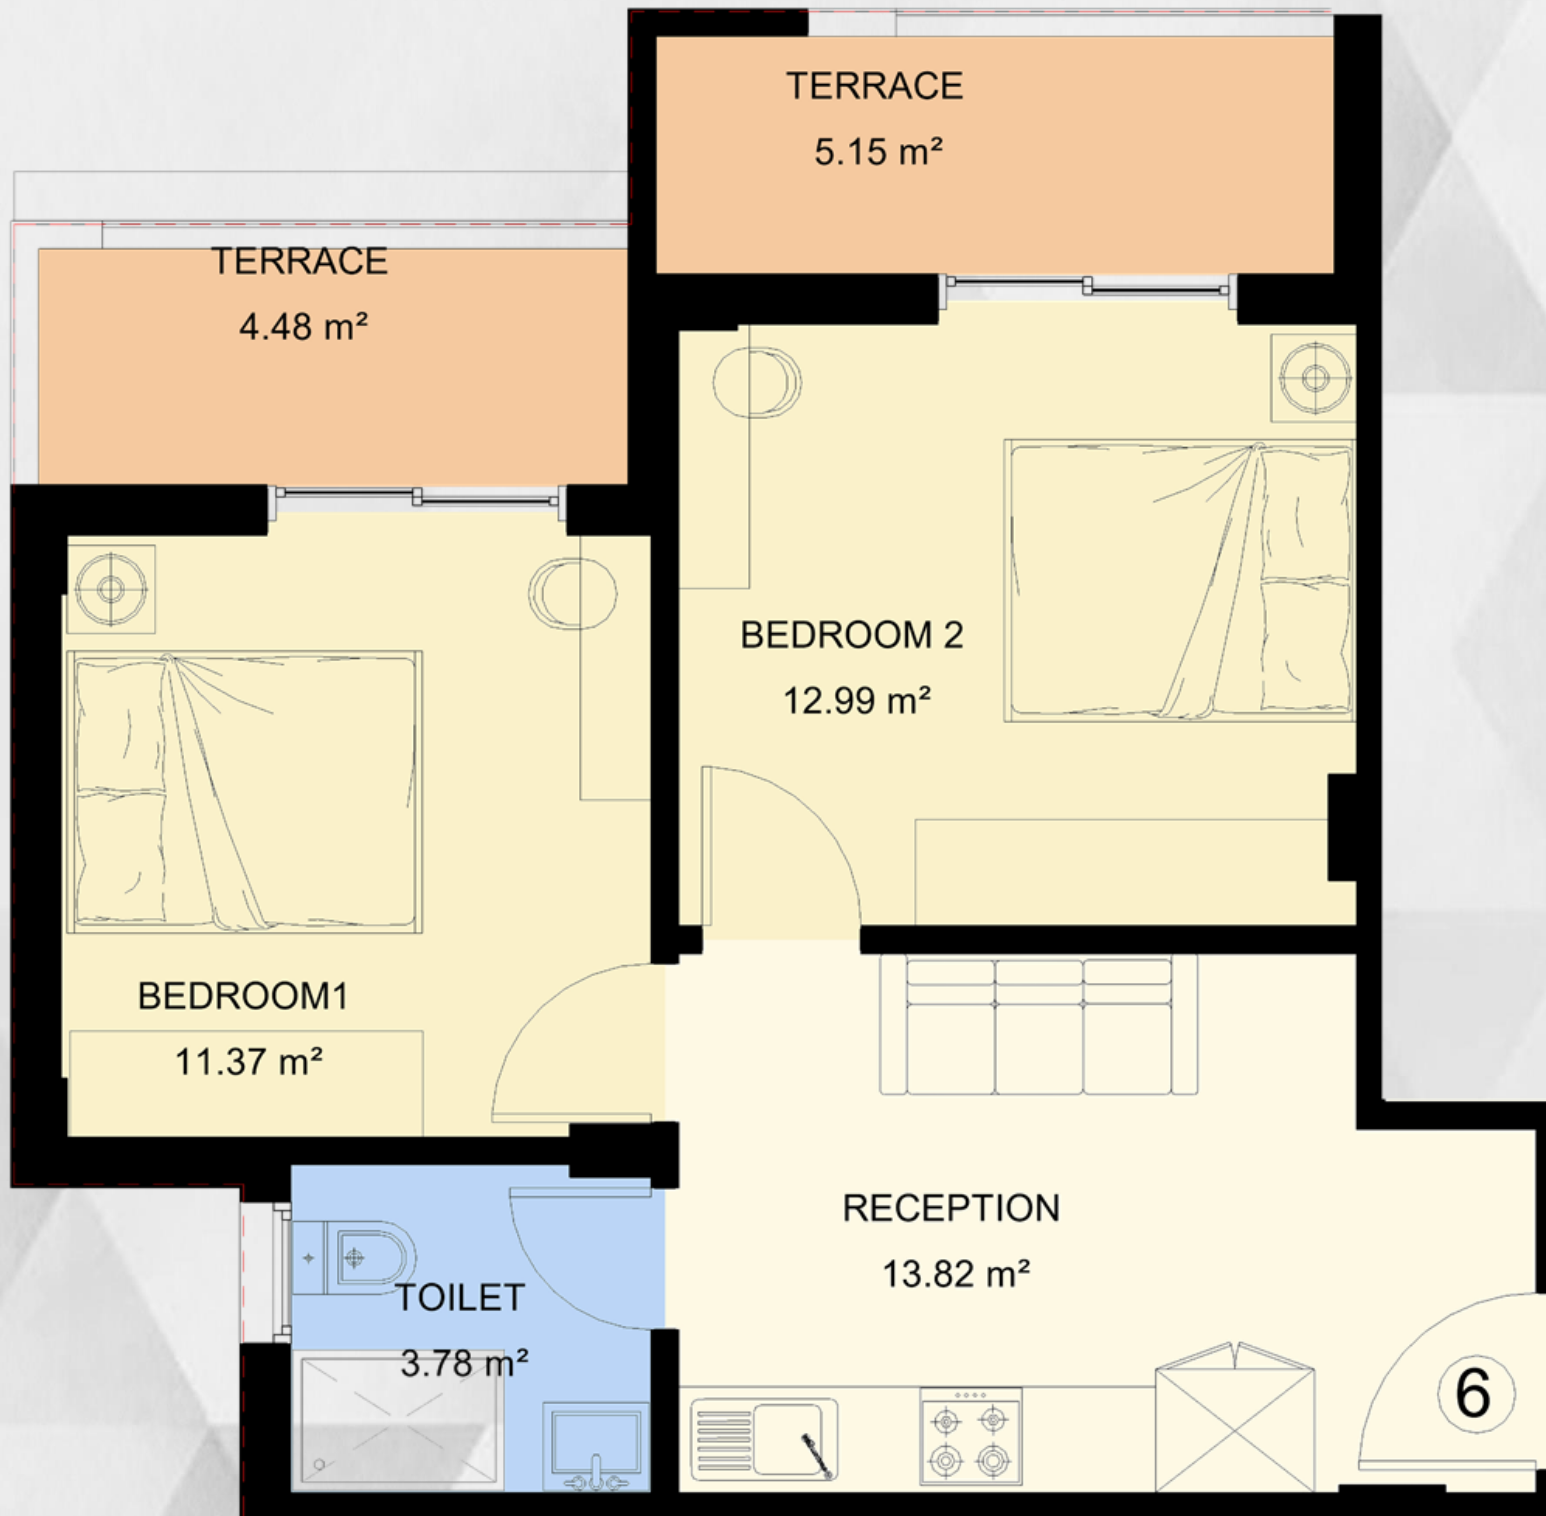 TERRACE
5.15 m²
TERRACE
4.48 m²
BEDROOM 2
12.99 m²
BEDROOM1
11.37 m²
RECEPTION
13.82 m²
TOILET
3.78 m²
6